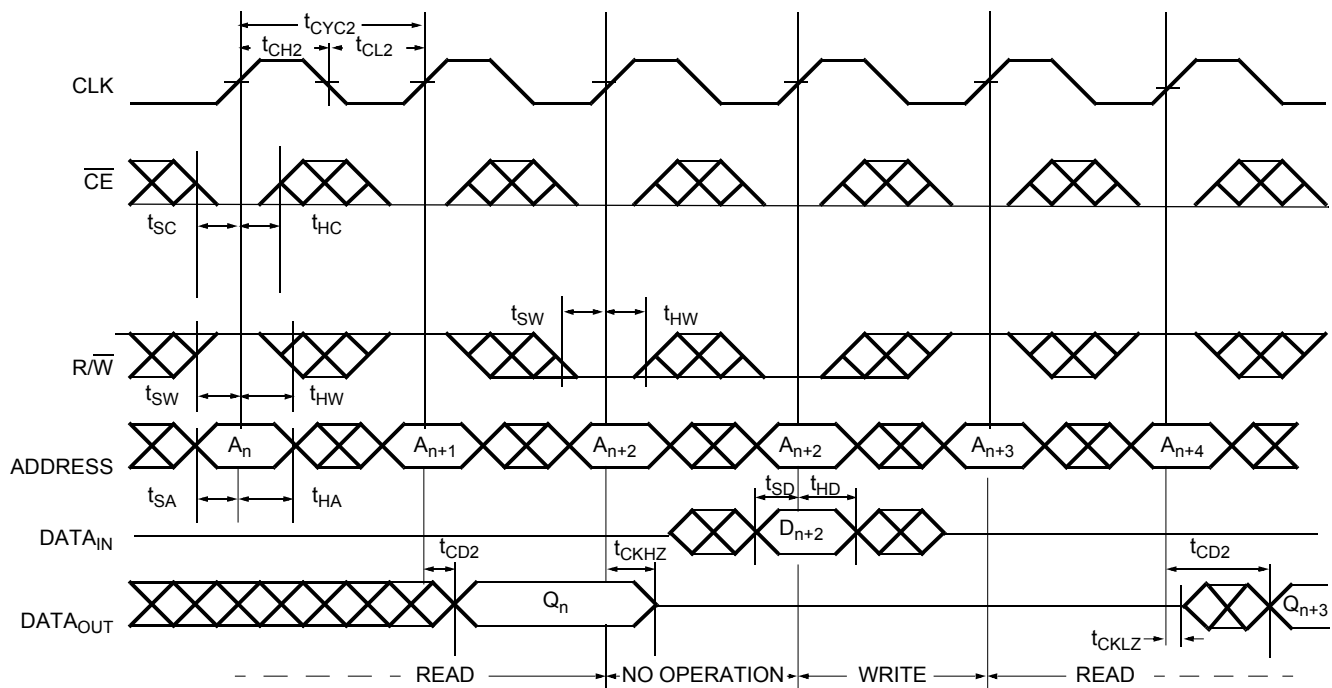 tCYC2
tCH2 tCL2
CLK
CE
tSC tHC
tSW tHW
R/W
tSW tHW
An An+1 An+2 An+2 An+3 An+4
ADDRESS
tSA tHA
tSD tHD
DATAIN Dn+2
tCD2 tCKHZ tCD2
Qn Qn+3
DATAOUT
tCKLZ
READ NO OPERATION WRITE READ